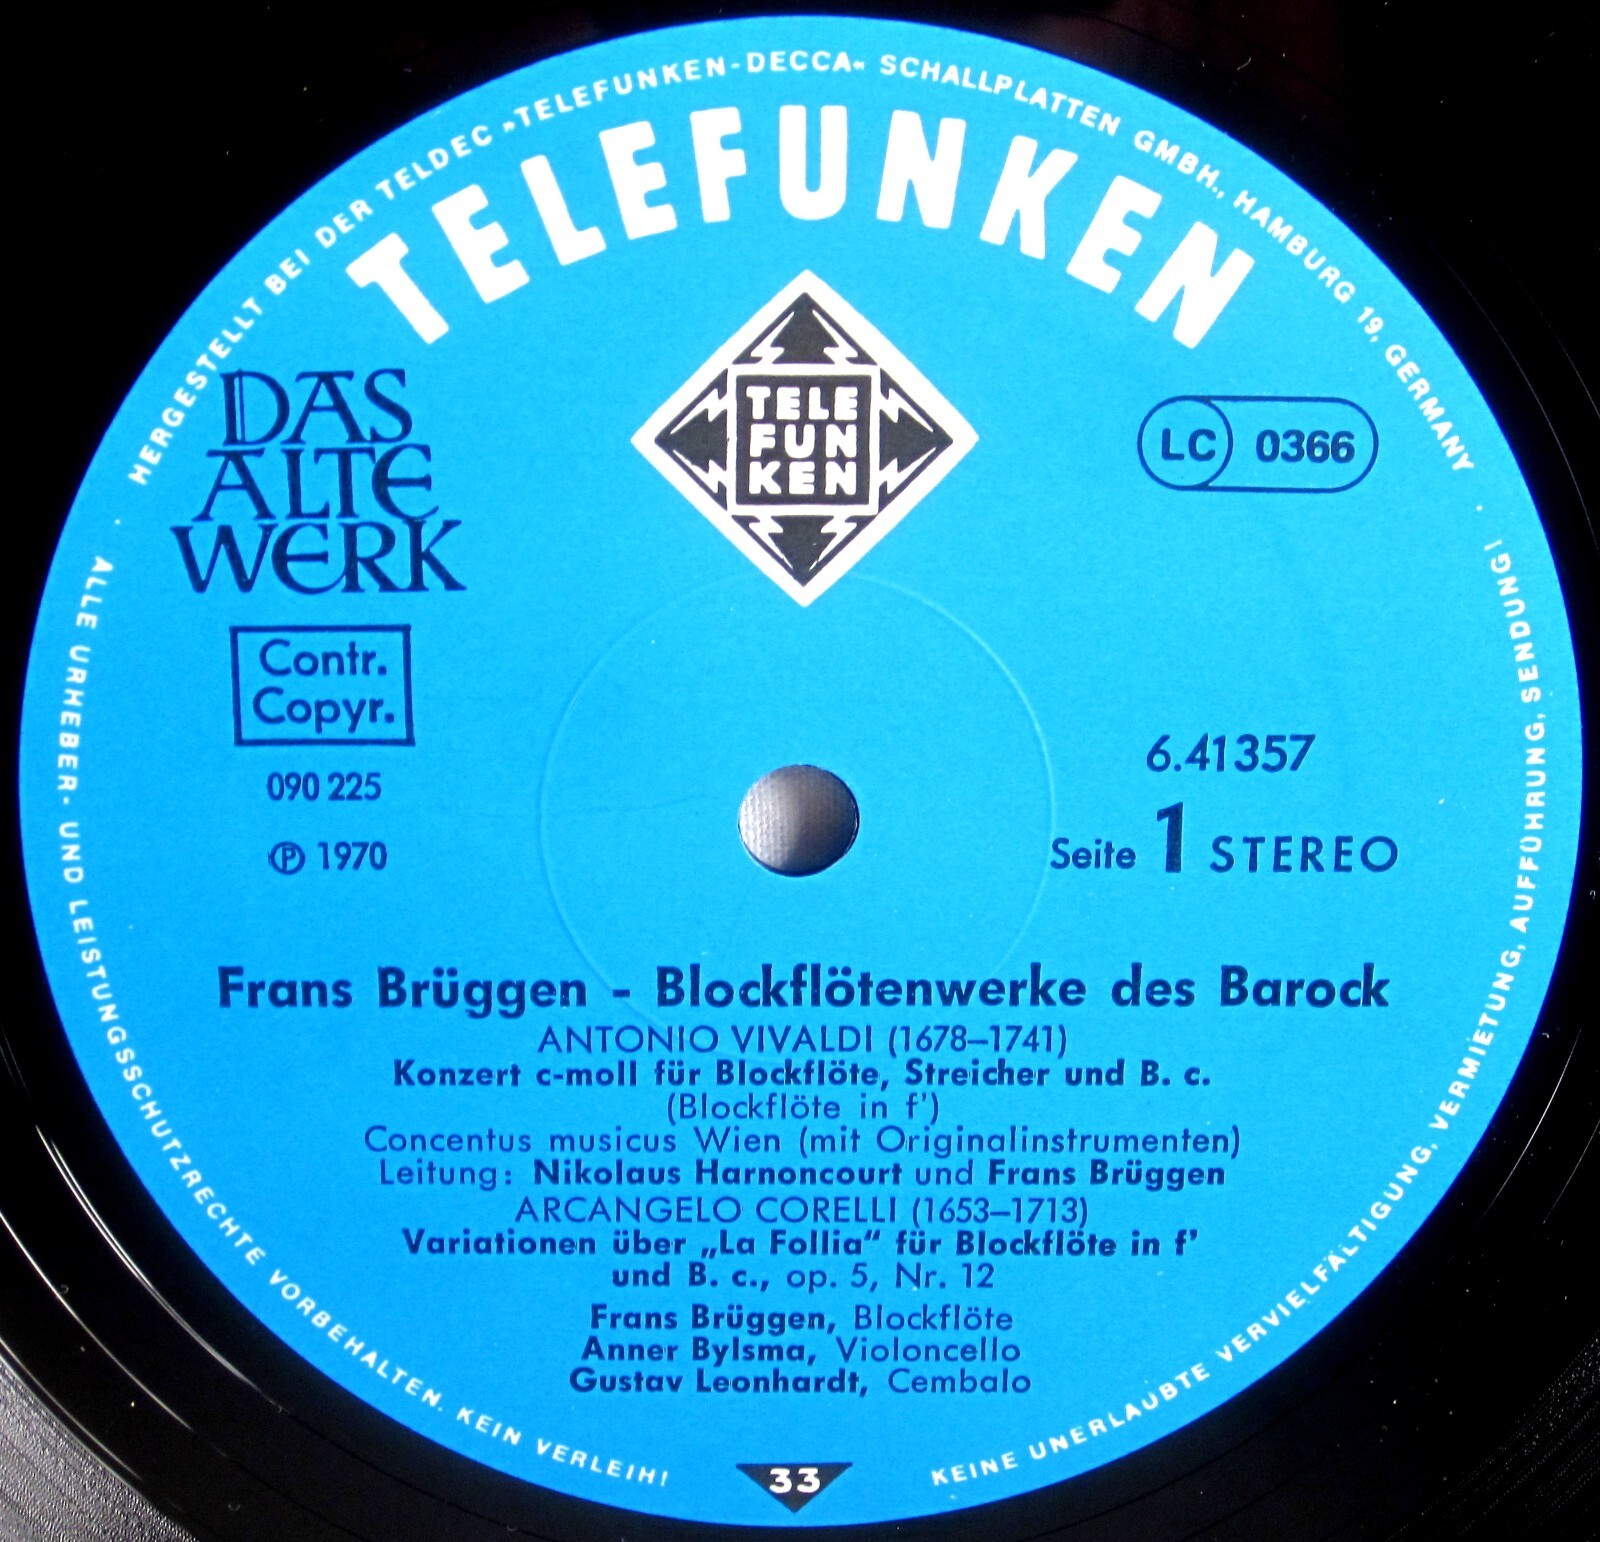 HERGESTELLT BEI DER TELDEC »TELEFUNKEN-DECCA« SCHALLPLATTEN GMBH., HAMBURG 19, GERMANY
TELEFUNKEN
TELE
FUN
KEN
DAS
ALTE
WERK
LC 0366
Contr.
Copyr.
090 225
℗ 1970
6.41357
Seite 1 STEREO
Frans Brüggen - Blockflötenwerke des Barock
ANTONIO VIVALDI (1678–1741)
Konzert c-moll für Blockflöte, Streicher und B. c.
(Blockflöte in f')
Concentus musicus Wien (mit Originalinstrumenten)
Leitung: Nikolaus Harnoncourt und Frans Brüggen
ARCANGELO CORELLI (1653–1713)
Variationen über „La Follia“ für Blockflöte in f'
und B. c., op. 5, Nr. 12
Frans Brüggen, Blockflöte
Anner Bylsma, Violoncello
Gustav Leonhardt, Cembalo
33
ALLE URHEBER- UND LEISTUNGSSCHUTZRECHTE VORBEHALTEN. KEIN VERLEIH!
KEINE UNERLAUBTE VERVIELFÄLTIGUNG, VERMIETUNG, AUFFÜHRUNG, SENDUNG!